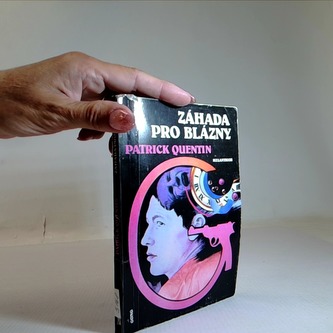 ZÁHADA
PRO BLÁZNY
PATRICK QUENTIN